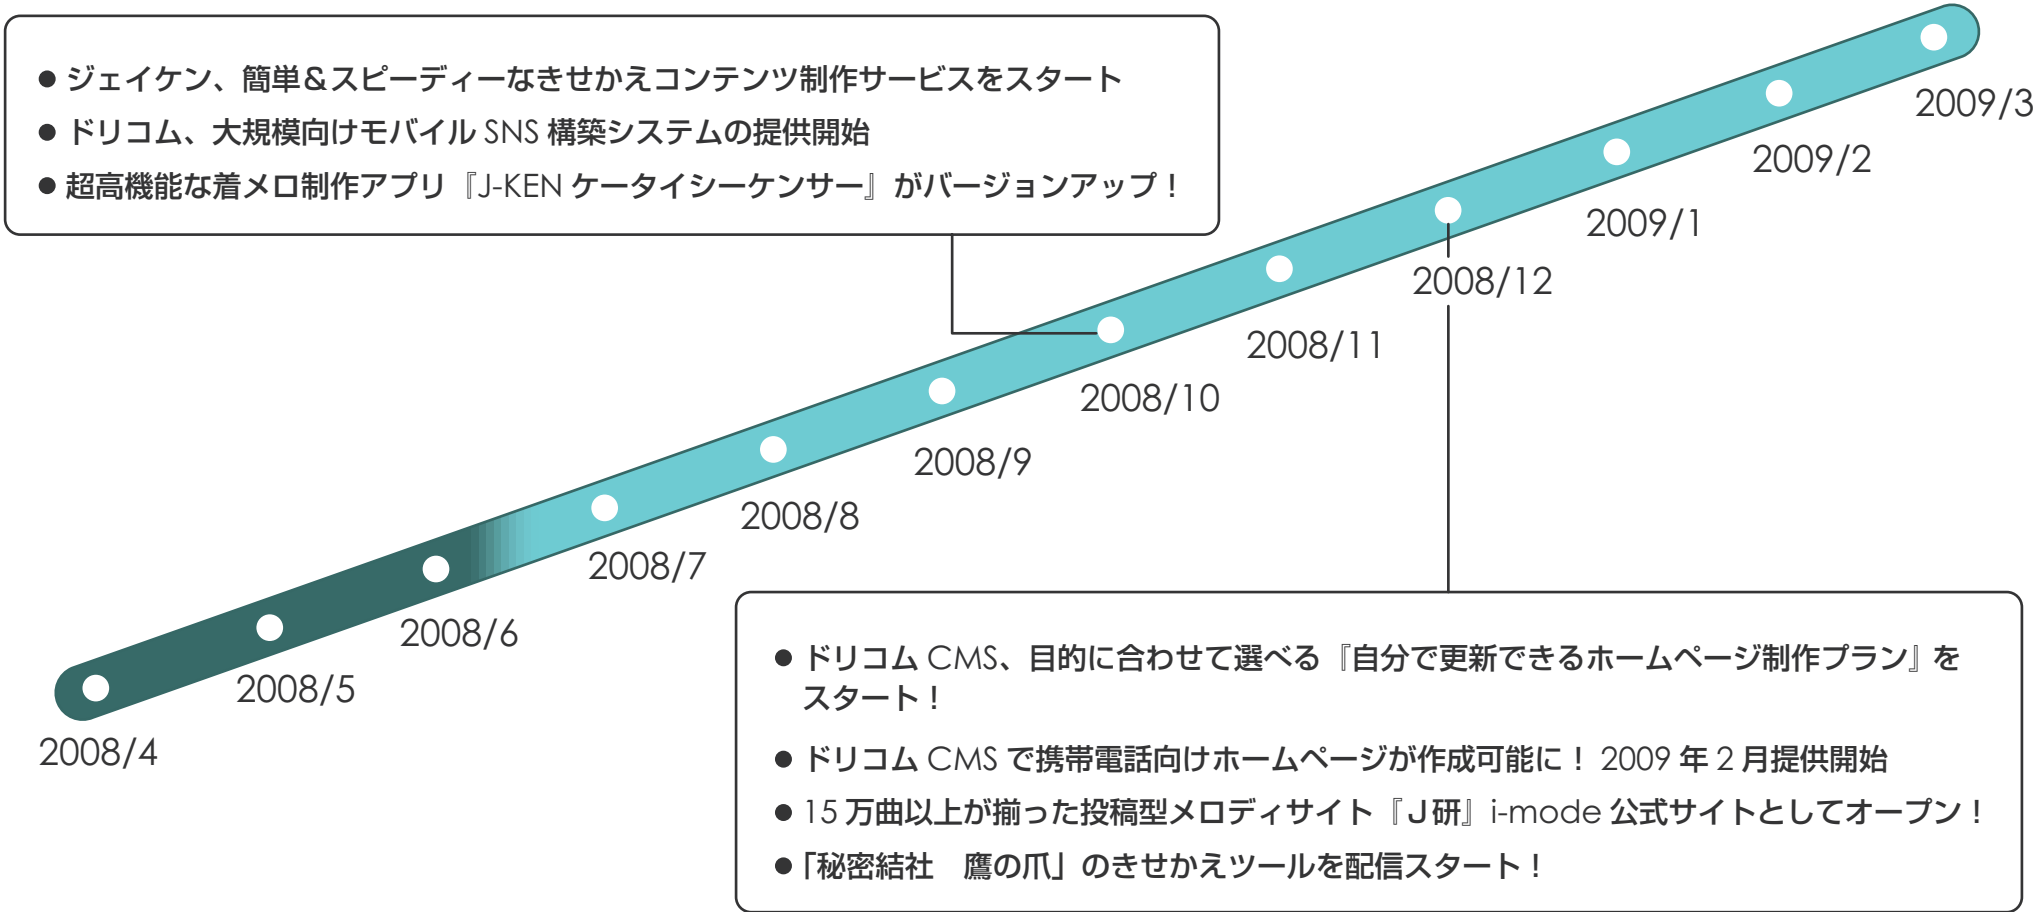 ● ジェイケン、簡単＆スピーディーなきせかえコンテンツ制作サービスをスタート
● ドリコム、大規模向けモバイル SNS 構築システムの提供開始
● 超高機能な着メロ制作アプリ『J-KEN ケータイシーケンサー』がバージョンアップ！
2009/3
2009/2
2009/1
2008/12
2008/11
2008/10
2008/9
2008/8
2008/7
2008/6
2008/5
2008/4
● ドリコム CMS、目的に合わせて選べる『自分で更新できるホームページ制作プラン』を
スタート！
● ドリコム CMS で携帯電話向けホームページが作成可能に！ 2009 年 2 月提供開始
● 15 万曲以上が揃った投稿型メロディサイト『J研』i-mode 公式サイトとしてオープン！
●「秘密結社　鷹の爪」のきせかえツールを配信スタート！